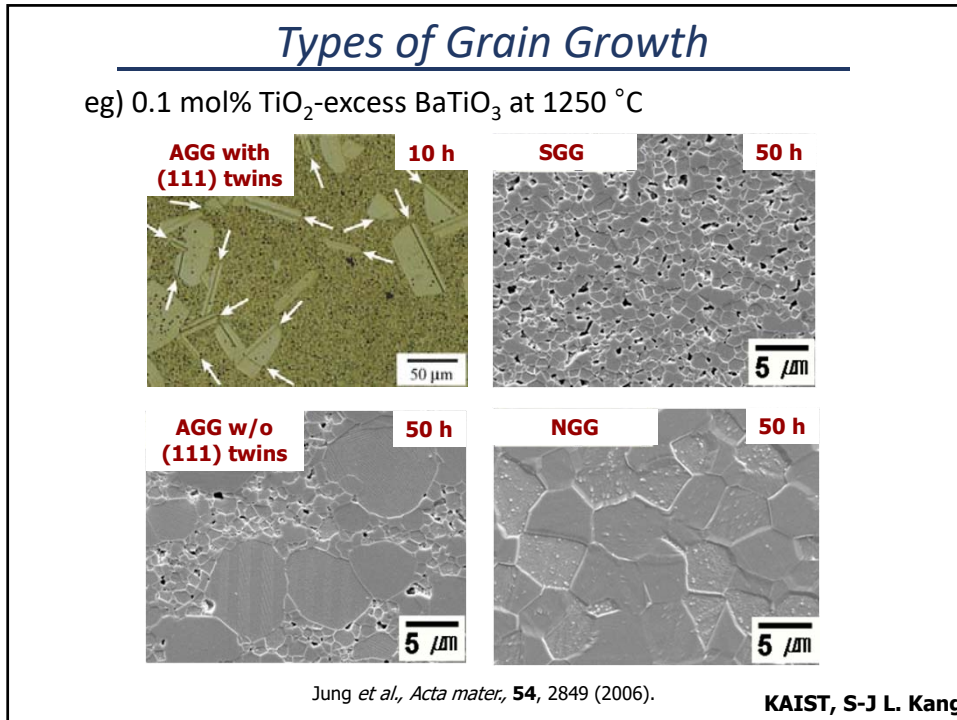 Types of Grain Growth
eg) 0.1 mol% TiO₂-excess BaTiO₃ at 1250 °C
AGG with
(111) twins
10 h
50 μm
SGG
50 h
5 μm
AGG w/o
(111) twins
50 h
5 μm
NGG
50 h
5 μm
Jung et al., Acta mater., 54, 2849 (2006).
KAIST, S-J L. Kang